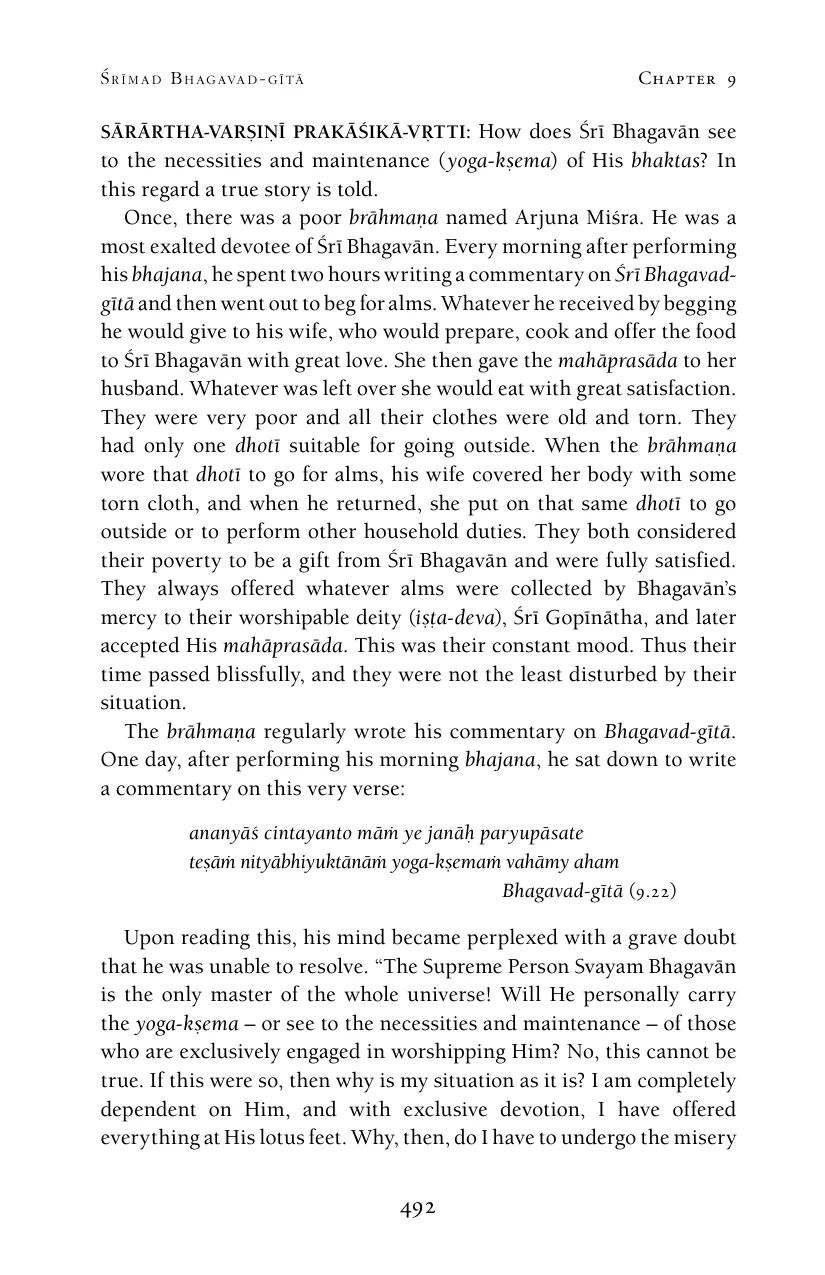 Śrīmad Bhagavad-gītā Chapter 9
SĀRĀRTHA-VARṢIṆĪ PRAKĀŚIKĀ-VṚTTI: How does Śrī Bhagavān see
to the necessities and maintenance (yoga-kṣema) of His bhaktas? In
this regard a true story is told.
Once, there was a poor brāhmaṇa named Arjuna Miśra. He was a
most exalted devotee of Śrī Bhagavān. Every morning after performing
his bhajana, he spent two hours writing a commentary on Śrī Bhagavad-
gītā and then went out to beg for alms. Whatever he received by begging
he would give to his wife, who would prepare, cook and offer the food
to Śrī Bhagavān with great love. She then gave the mahāprasāda to her
husband. Whatever was left over she would eat with great satisfaction.
They were very poor and all their clothes were old and torn. They
had only one dhotī suitable for going outside. When the brāhmaṇa
wore that dhotī to go for alms, his wife covered her body with some
torn cloth, and when he returned, she put on that same dhotī to go
outside or to perform other household duties. They both considered
their poverty to be a gift from Śrī Bhagavān and were fully satisfied.
They always offered whatever alms were collected by Bhagavān’s
mercy to their worshipable deity (iṣṭa-deva), Śrī Gopīnātha, and later
accepted His mahāprasāda. This was their constant mood. Thus their
time passed blissfully, and they were not the least disturbed by their
situation.
The brāhmaṇa regularly wrote his commentary on Bhagavad-gītā.
One day, after performing his morning bhajana, he sat down to write
a commentary on this very verse:
ananyāś cintayanto māṁ ye janāḥ paryupāsate
teṣāṁ nityābhiyuktānāṁ yoga-kṣemaṁ vahāmy aham
Bhagavad-gītā (9.22)
Upon reading this, his mind became perplexed with a grave doubt
that he was unable to resolve. “The Supreme Person Svayam Bhagavān
is the only master of the whole universe! Will He personally carry
the yoga-kṣema – or see to the necessities and maintenance – of those
who are exclusively engaged in worshipping Him? No, this cannot be
true. If this were so, then why is my situation as it is? I am completely
dependent on Him, and with exclusive devotion, I have offered
everything at His lotus feet. Why, then, do I have to undergo the misery
492